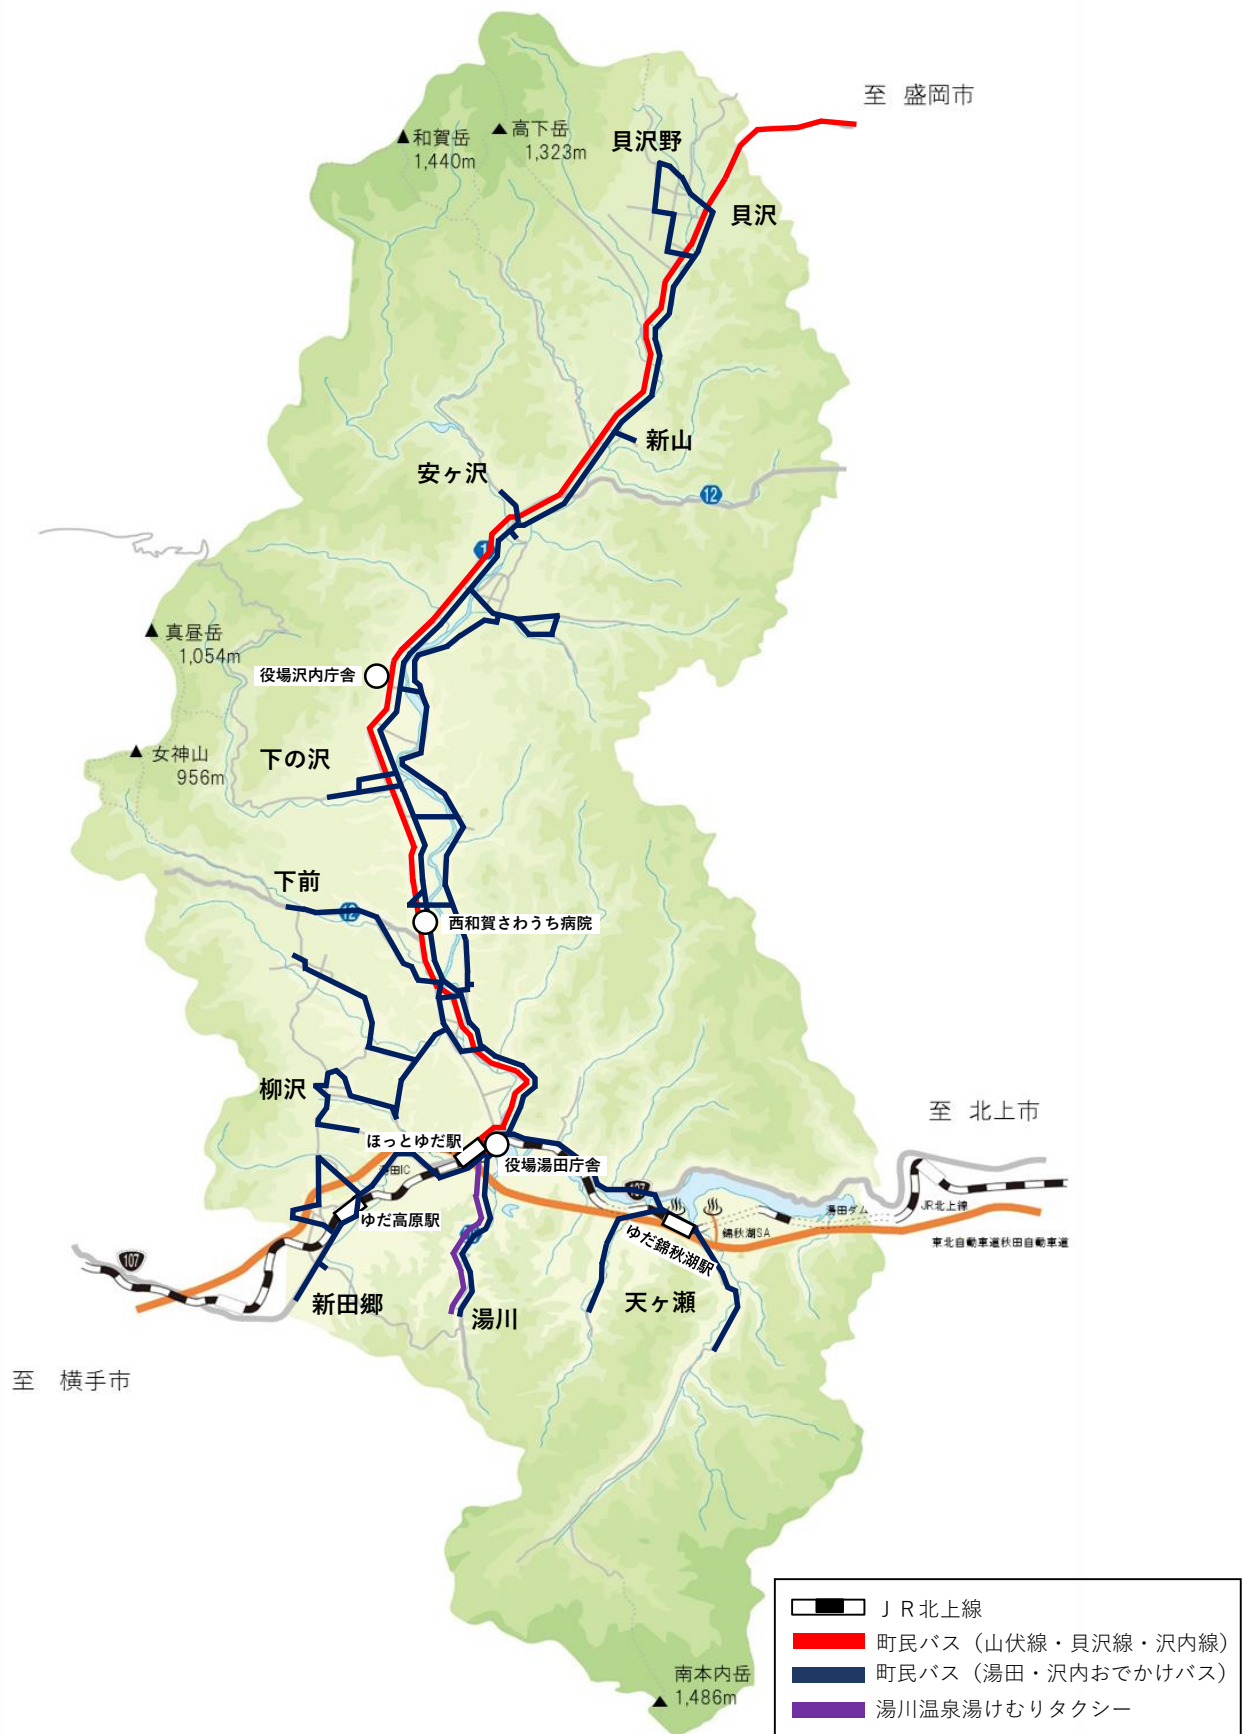 至 盛岡市
▲和賀岳
1,440m
▲高下岳
1,323m
貝沢野
貝沢
新山
安ヶ沢
12
▲ 真昼岳
1,054m
役場沢内庁舎
▲ 女神山
956m
下の沢
下前
12
西和賀さわうち病院
柳沢
至 北上市
ほっとゆだ駅
役場湯田庁舎
107
湯田ダム
JR北上線
錦秋湖SA
東北自動車道秋田自動車道
ゆだ高原駅
ゆだ錦秋湖駅
107
新田郷
湯川
天ヶ瀬
至 横手市
南本内岳
▲ 1,486m
ＪＲ北上線
町民バス（山伏線・貝沢線・沢内線）
町民バス（湯田・沢内おでかけバス）
湯川温泉湯けむりタクシー